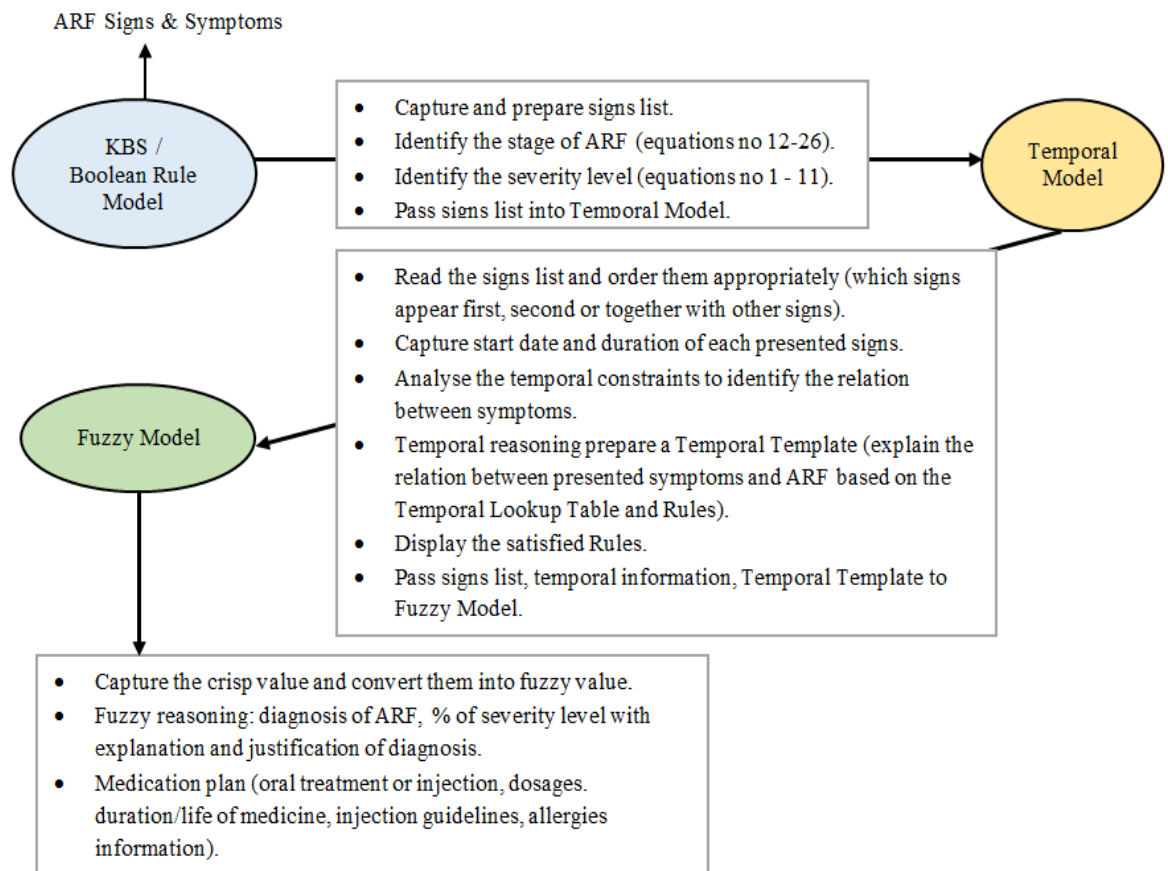 ARF Signs & Symptoms
KBS /
Boolean Rule
Model
• Capture and prepare signs list.
• Identify the stage of ARF (equations no 12-26).
• Identify the severity level (equations no 1 - 11).
• Pass signs list into Temporal Model.
Temporal
Model
• Read the signs list and order them appropriately (which signs
appear first, second or together with other signs).
• Capture start date and duration of each presented signs.
• Analyse the temporal constraints to identify the relation
between symptoms.
• Temporal reasoning prepare a Temporal Template (explain the
relation between presented symptoms and ARF based on the
Temporal Lookup Table and Rules).
• Display the satisfied Rules.
• Pass signs list, temporal information, Temporal Template to
Fuzzy Model.
Fuzzy Model
• Capture the crisp value and convert them into fuzzy value.
• Fuzzy reasoning: diagnosis of ARF, % of severity level with
explanation and justification of diagnosis.
• Medication plan (oral treatment or injection, dosages.
duration/life of medicine, injection guidelines, allergies
information).